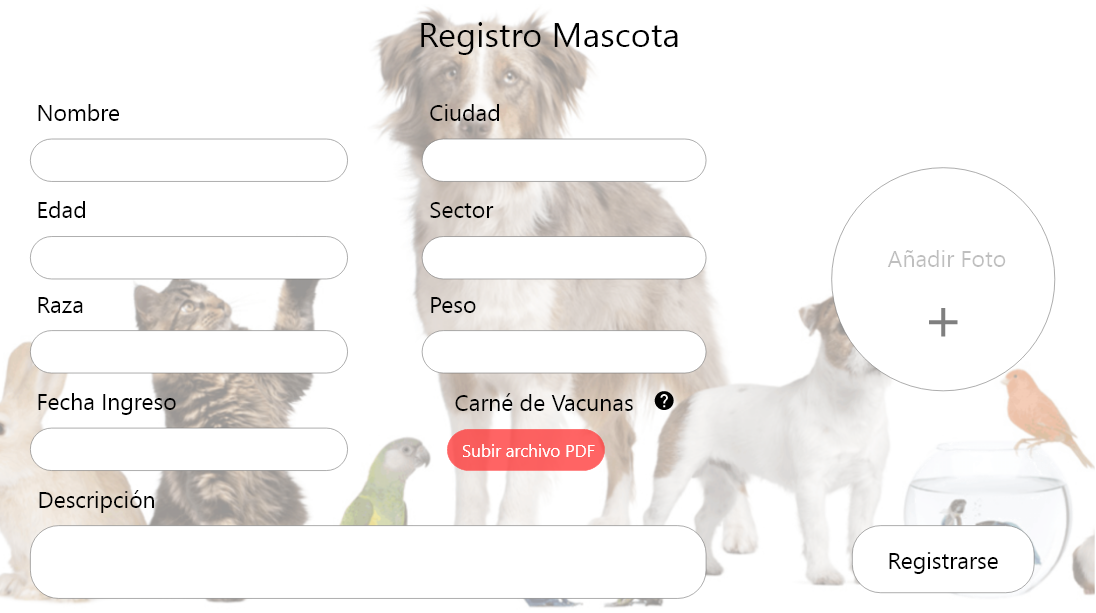 Registro Mascota
Nombre
Ciudad
Edad
Sector
Añadir Foto
Raza
Peso
Fecha Ingreso
Carné de Vacunas ?
Subir archivo PDF
Descripción
Registrarse